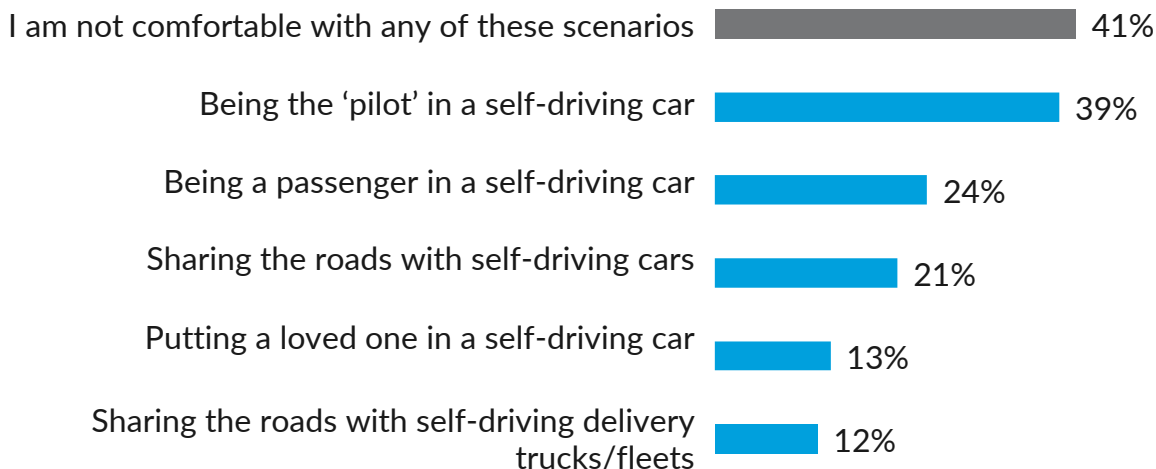 I am not comfortable with any of these scenarios 41%
Being the ‘pilot’ in a self-driving car 39%
Being a passenger in a self-driving car 24%
Sharing the roads with self-driving cars 21%
Putting a loved one in a self-driving car 13%
Sharing the roads with self-driving delivery
trucks/fleets 12%